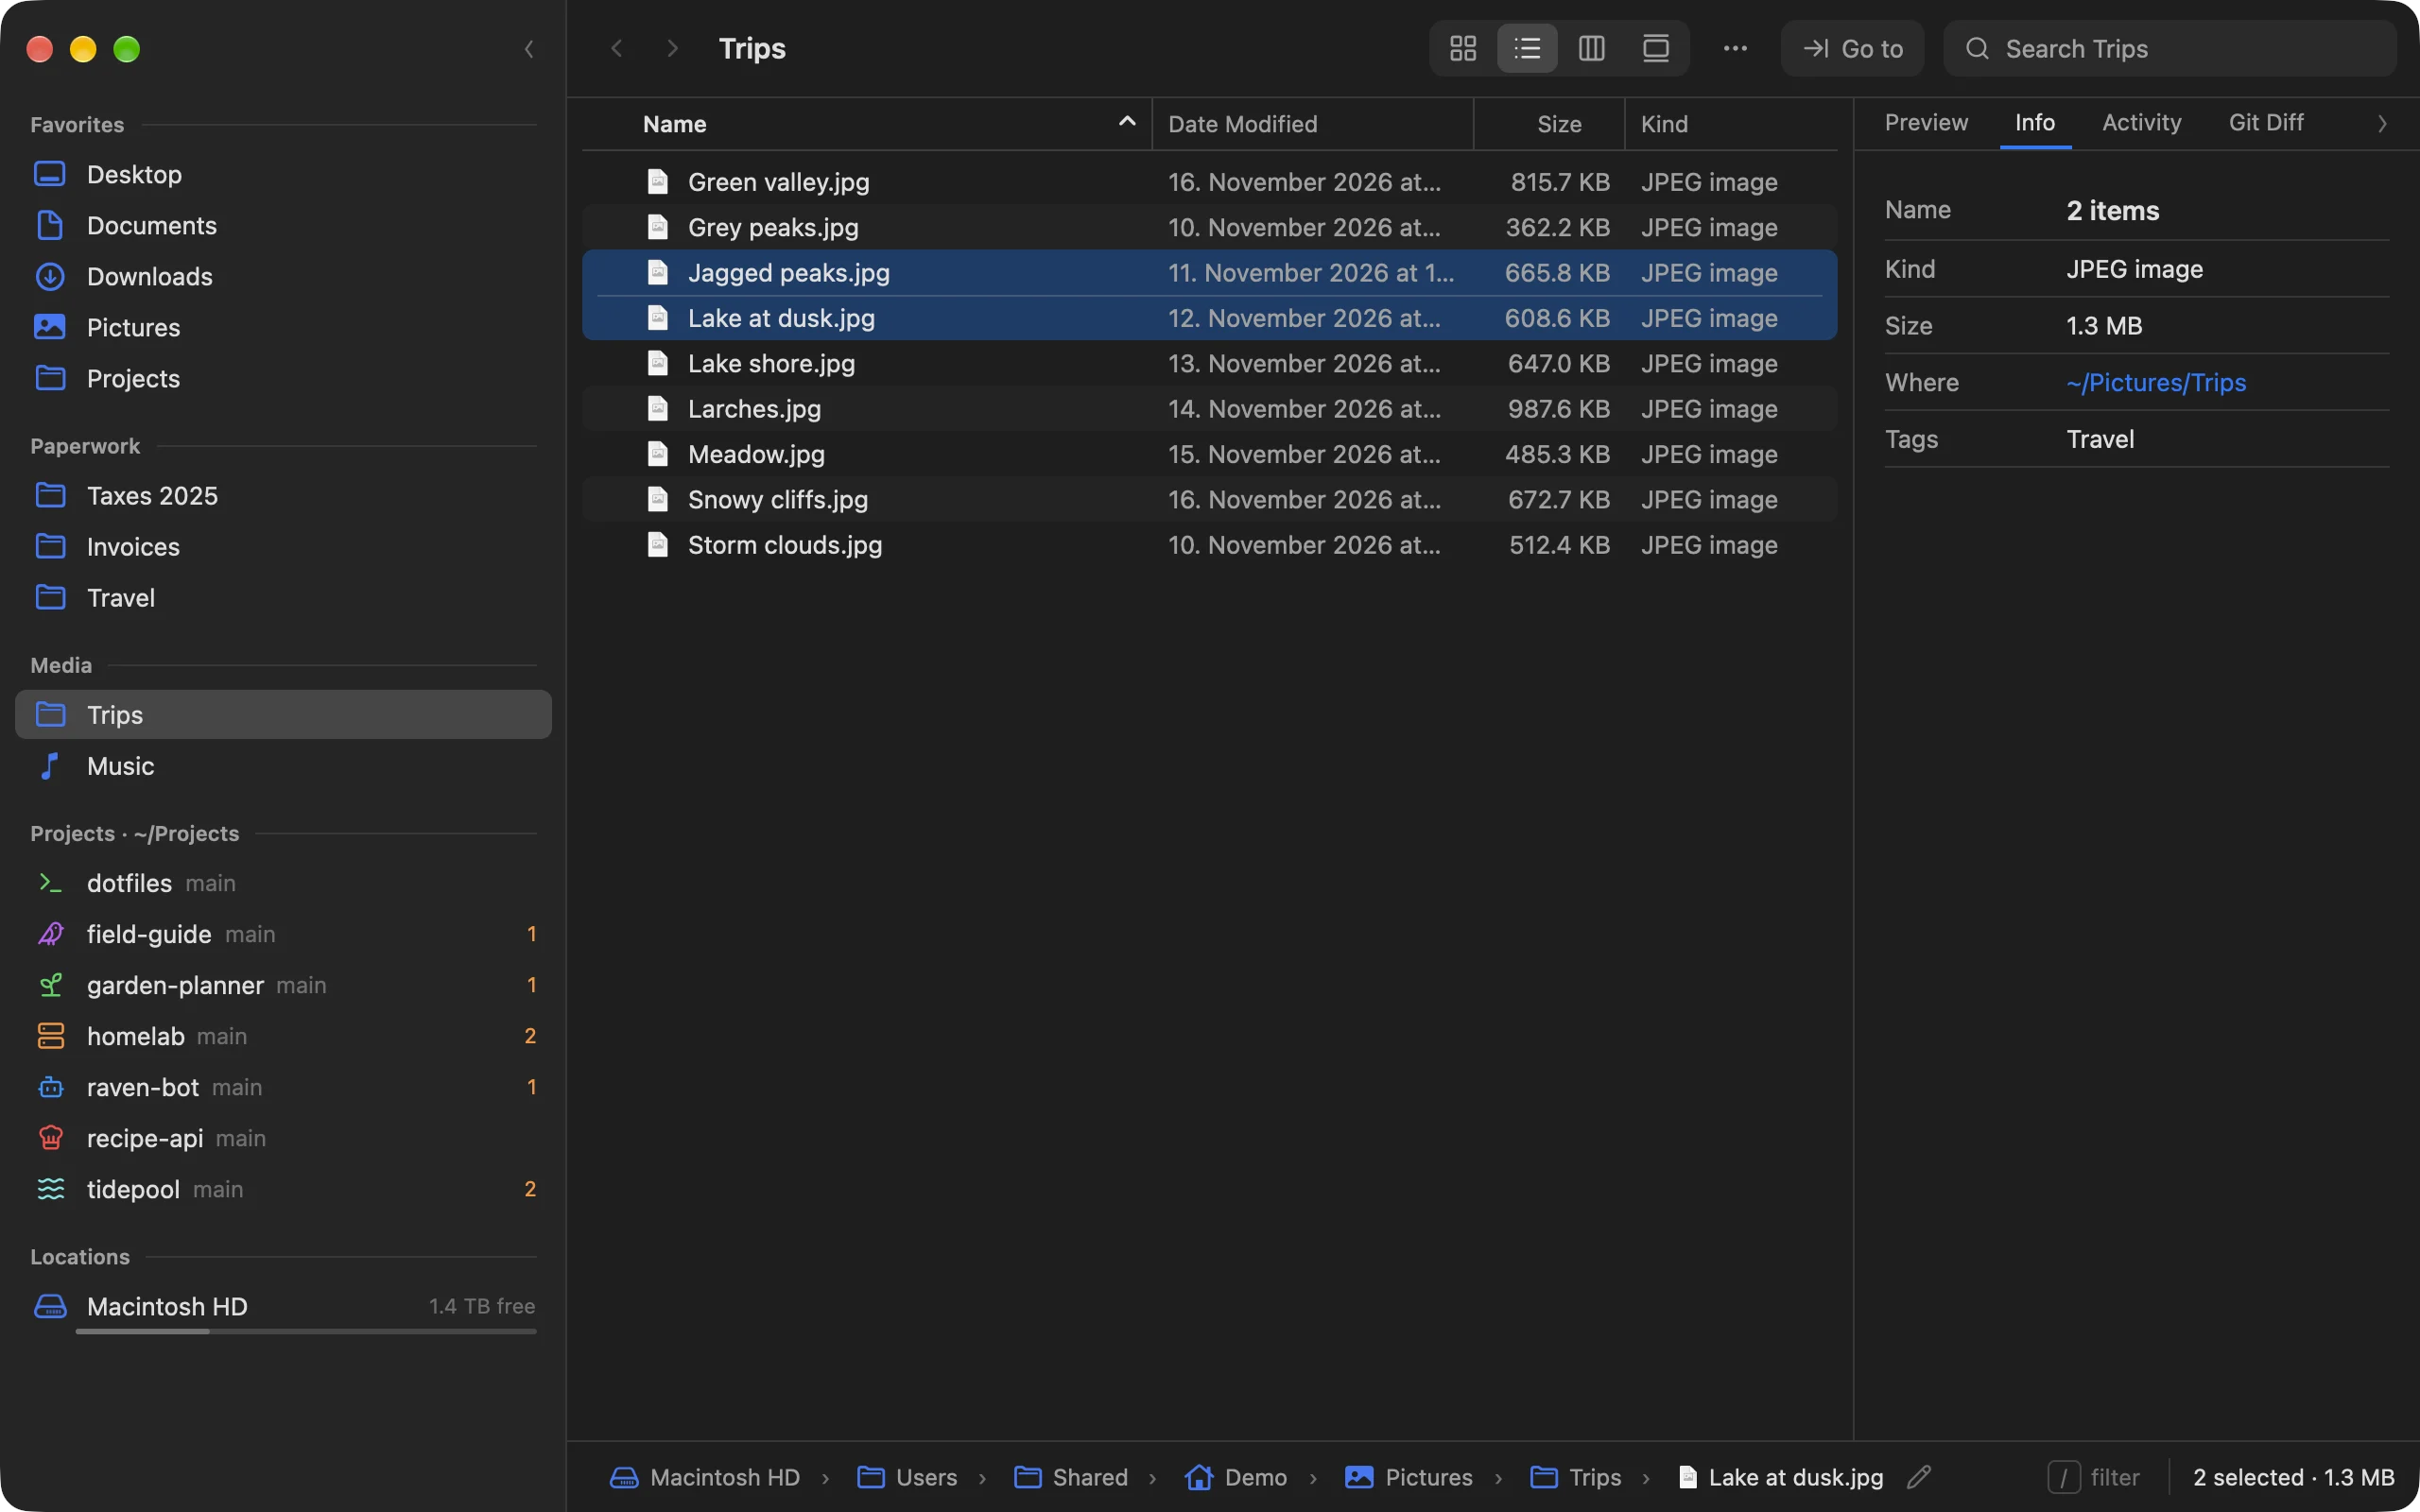 Trips
Go to
Search Trips
Favorites
Desktop
Documents
Downloads
Pictures
Projects
Paperwork
Taxes 2025
Invoices
Travel
Media
Trips
Music
Projects · ~/Projects
dotfiles main
field-guide main 1
garden-planner main 1
homelab main 2
raven-bot main 1
recipe-api main
tidepool main 2
Locations
Macintosh HD 1.4 TB free
Name Date Modified Size Kind
Green valley.jpg 16. November 2026 at... 815.7 KB JPEG image
Grey peaks.jpg 10. November 2026 at... 362.2 KB JPEG image
Jagged peaks.jpg 11. November 2026 at 1... 665.8 KB JPEG image
Lake at dusk.jpg 12. November 2026 at... 608.6 KB JPEG image
Lake shore.jpg 13. November 2026 at... 647.0 KB JPEG image
Larches.jpg 14. November 2026 at... 987.6 KB JPEG image
Meadow.jpg 15. November 2026 at... 485.3 KB JPEG image
Snowy cliffs.jpg 16. November 2026 at... 672.7 KB JPEG image
Storm clouds.jpg 10. November 2026 at... 512.4 KB JPEG image
Preview Info Activity Git Diff
Name 2 items
Kind JPEG image
Size 1.3 MB
Where ~/Pictures/Trips
Tags Travel
Macintosh HD › Users › Shared › Demo › Pictures › Trips › Lake at dusk.jpg
/ filter
2 selected · 1.3 MB